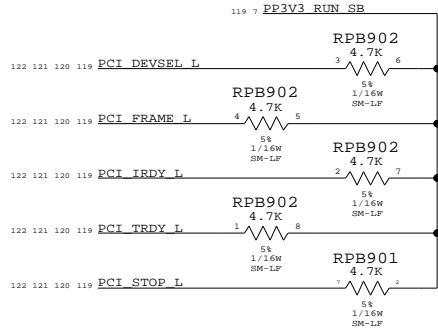 119 7 PP3V3_RUN_SB
RPB902
4.7K
122 121 120 119 PCI_DEVSEL_L 3 6
5%
1/16W
SM-LF
RPB902
4.7K
122 121 120 119 PCI_FRAME_L 4 5
5%
1/16W
SM-LF
RPB902
4.7K
122 121 120 119 PCI_IRDY_L 2 7
5%
1/16W
SM-LF
RPB902
4.7K
122 121 120 119 PCI_TRDY_L 1 8
5%
1/16W
SM-LF
RPB901
4.7K
122 121 120 119 PCI_STOP_L 7 2
5%
1/16W
SM-LF